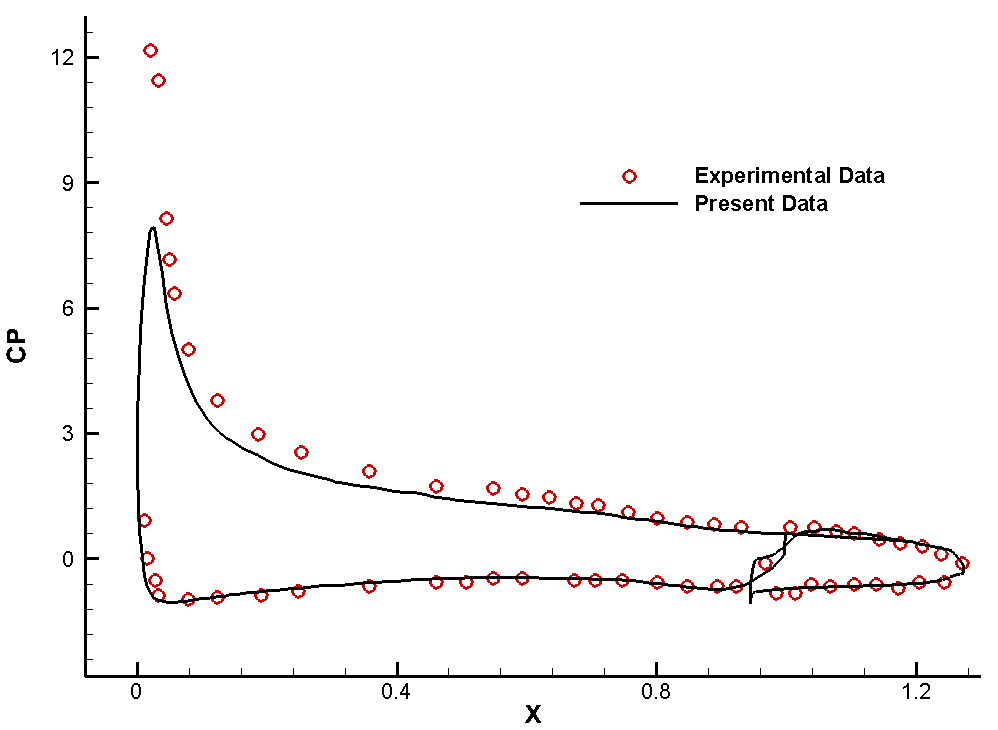 12
9
6
3
0
CP
Experimental Data
Present Data
0
0.4
0.8
1.2
X